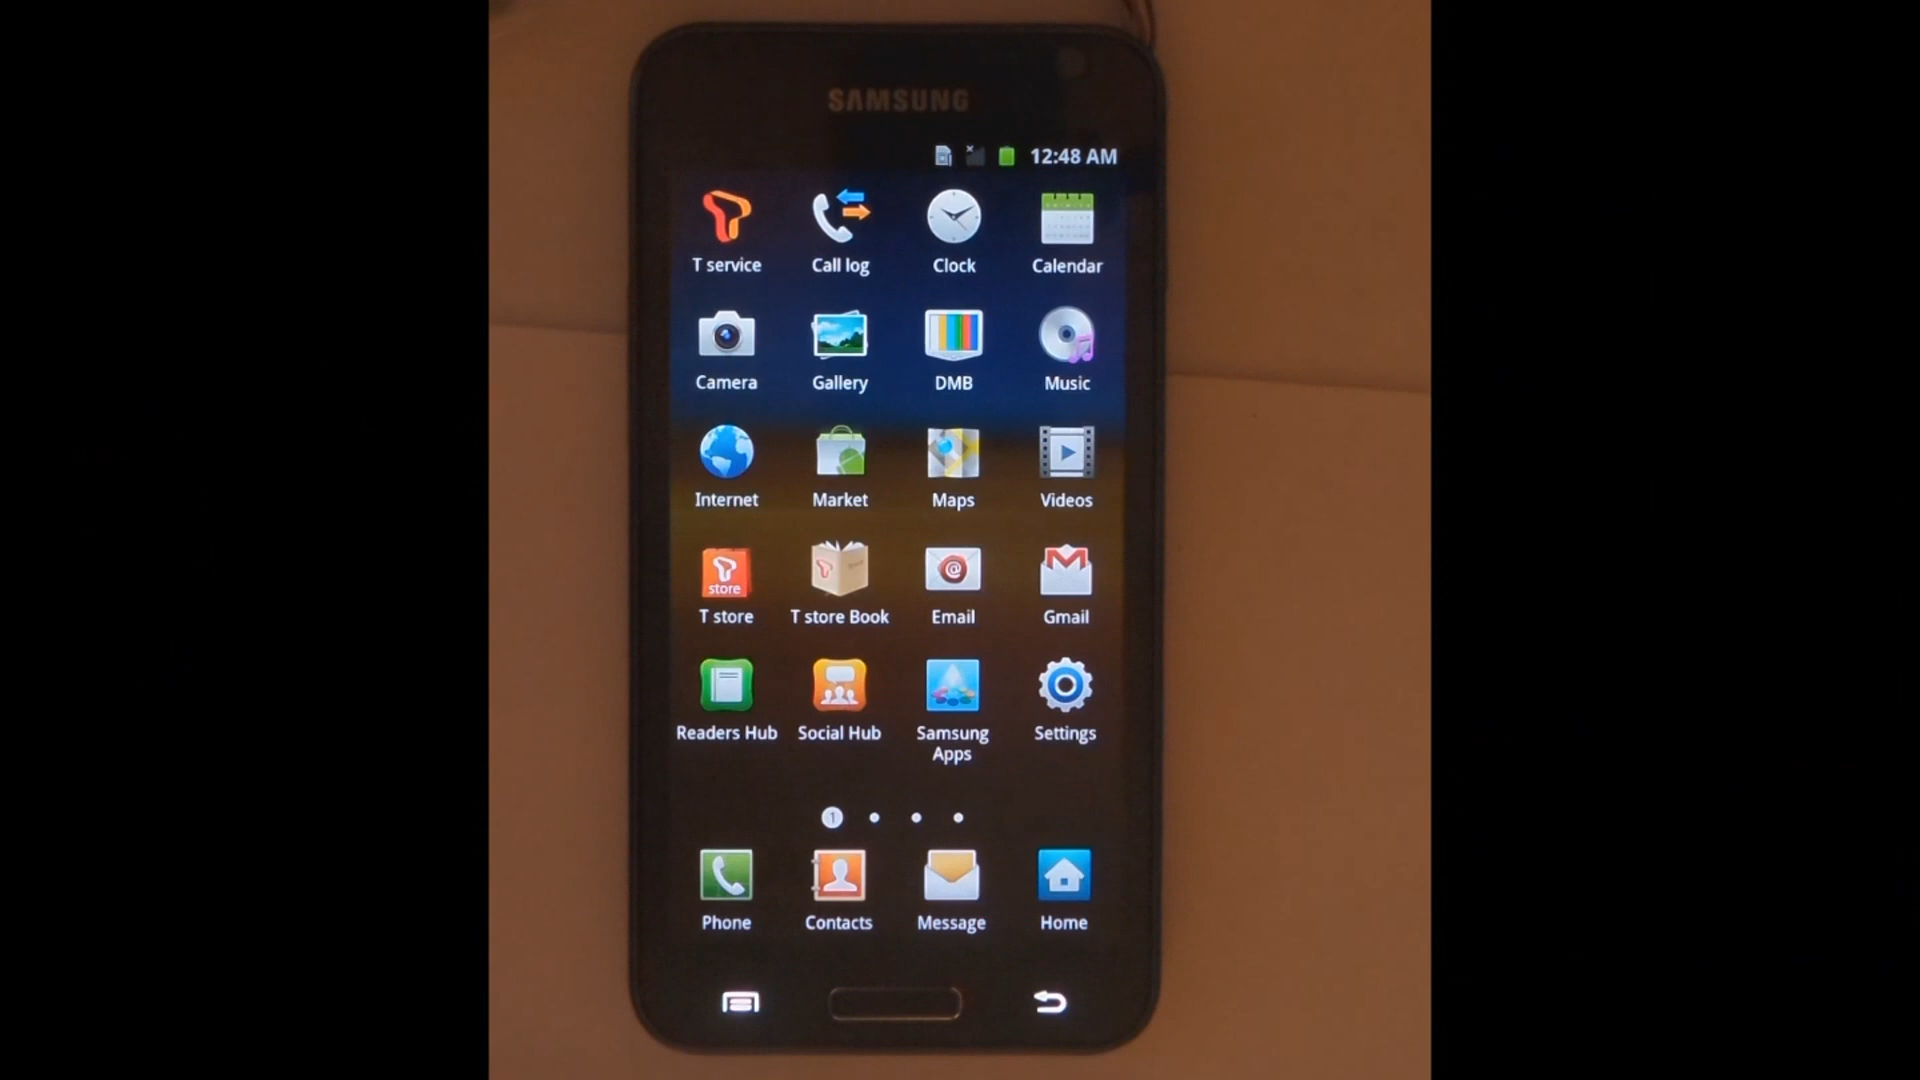 SAMSUNG
12:48 AM
T service
Call log
Clock
Calendar
Camera
Gallery
DMB
Music
Internet
Market
Maps
Videos
store
T store
T store Book
Email
Gmail
Readers Hub
Social Hub
Samsung
Apps
Settings
1
Phone
Contacts
Message
Home